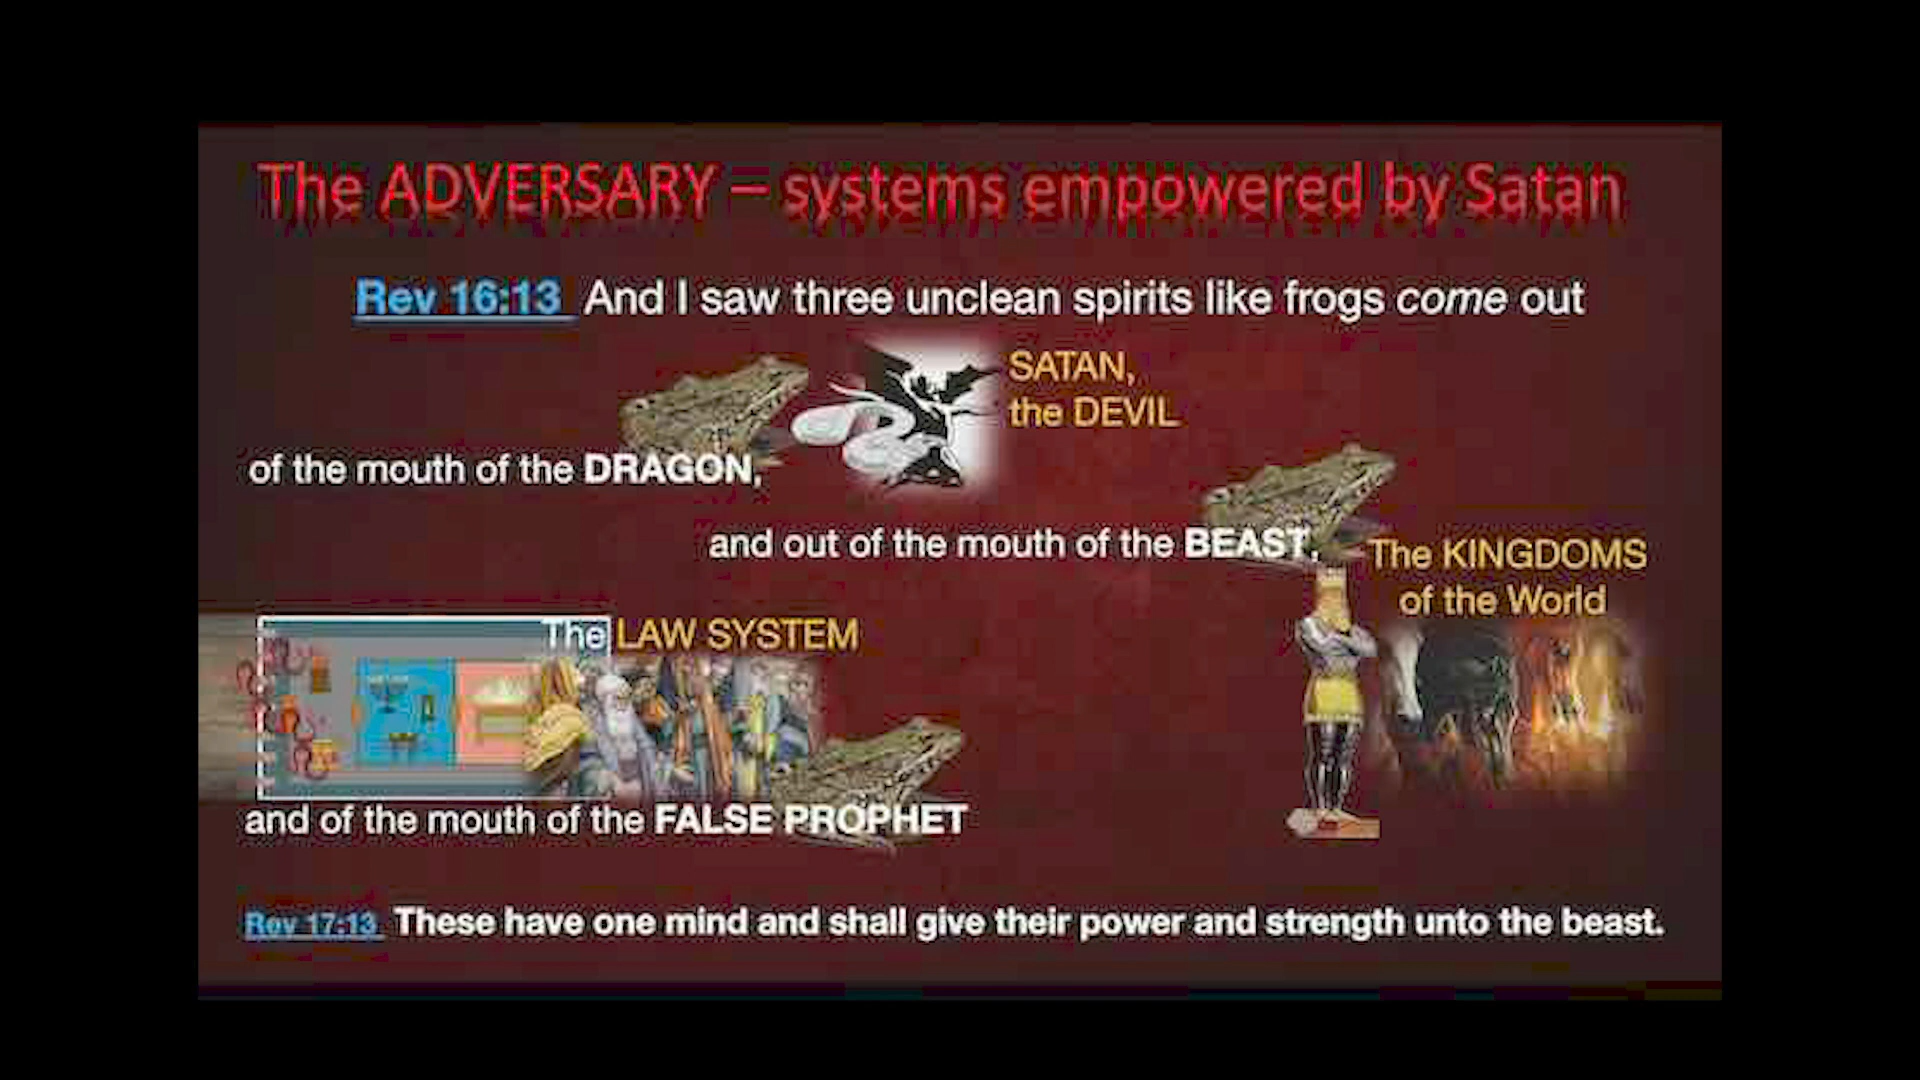 The ADVERSARY – systems empowered by Satan
Rev 16:13 And I saw three unclean spirits like frogs come out
SATAN,
the DEVIL
of the mouth of the DRAGON,
and out of the mouth of the BEAST,
The KINGDOMS
of the World
The LAW SYSTEM
and of the mouth of the FALSE PROPHET
Rev 17:13 These have one mind and shall give their power and strength unto the beast.